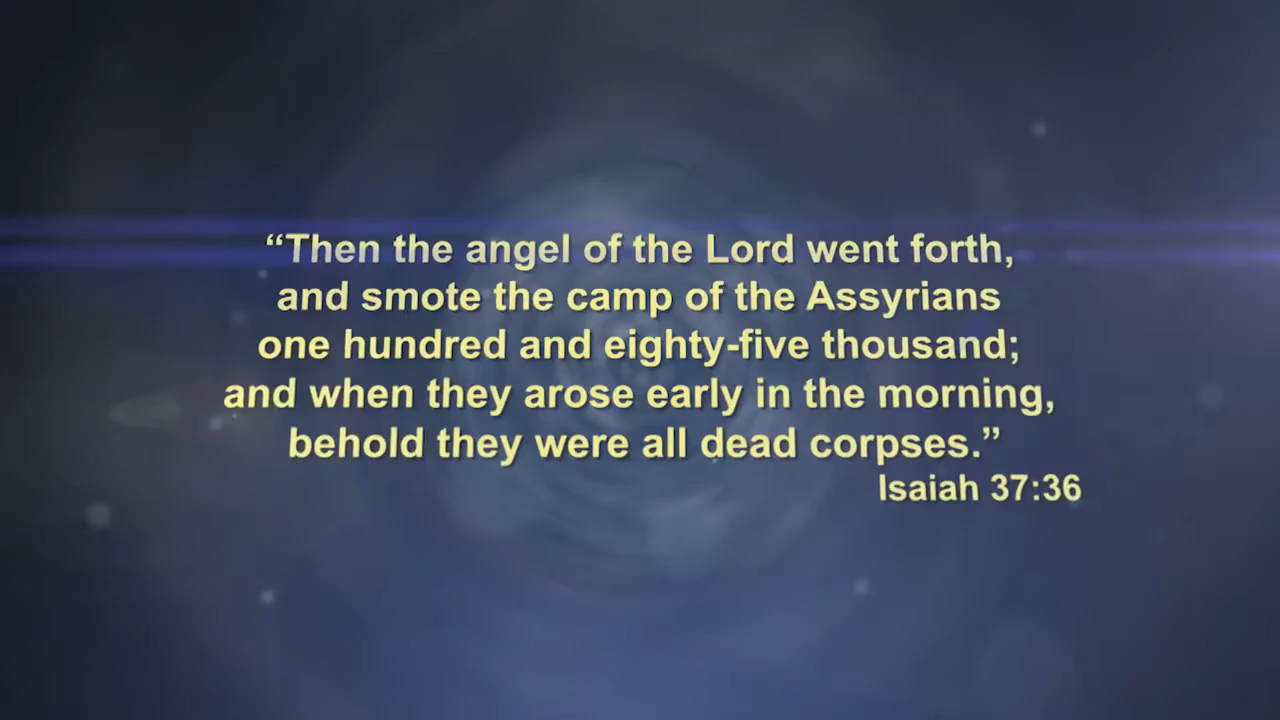 “Then the angel of the Lord went forth,
and smote the camp of the Assyrians
one hundred and eighty-five thousand;
and when they arose early in the morning,
behold they were all dead corpses.”
Isaiah 37:36